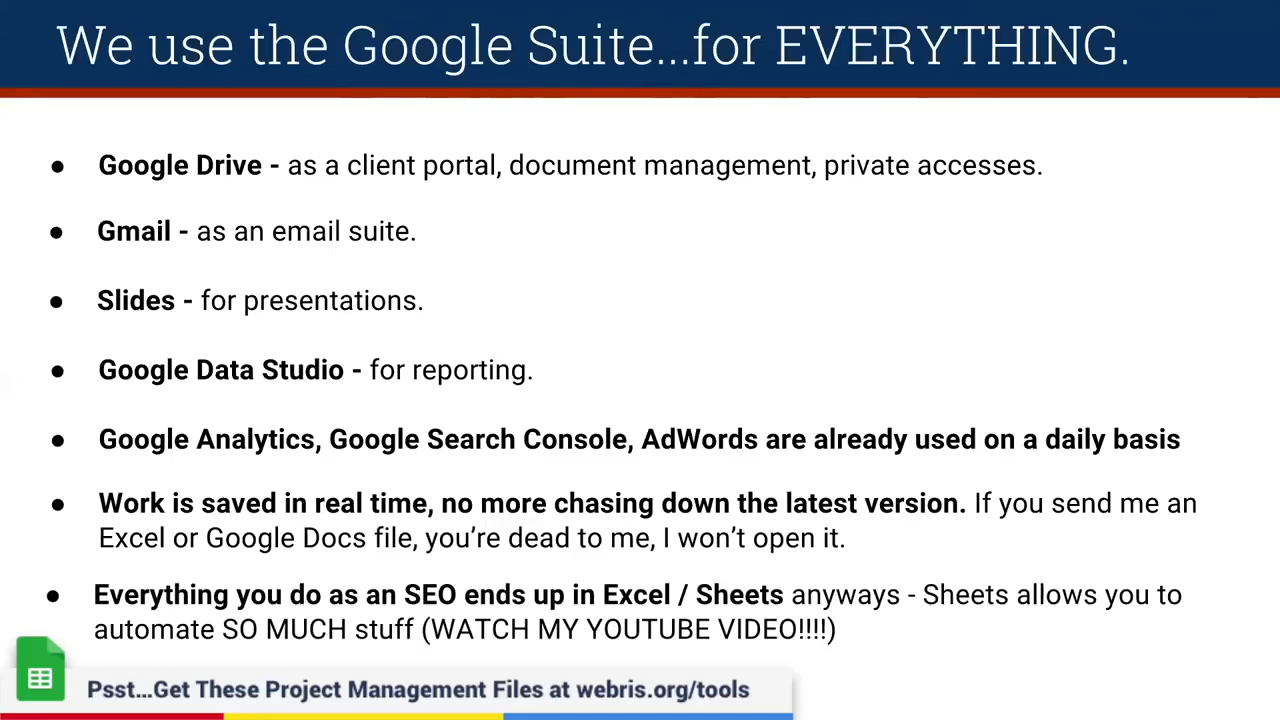 We use the Google Suite...for EVERYTHING.
● Google Drive - as a client portal, document management, private accesses.
● Gmail - as an email suite.
● Slides - for presentations.
● Google Data Studio - for reporting.
● Google Analytics, Google Search Console, AdWords are already used on a daily basis
● Work is saved in real time, no more chasing down the latest version. If you send me an
Excel or Google Docs file, you’re dead to me, I won’t open it.
● Everything you do as an SEO ends up in Excel / Sheets anyways - Sheets allows you to
automate SO MUCH stuff (WATCH MY YOUTUBE VIDEO!!!!)
Psst...Get These Project Management Files at webris.org/tools